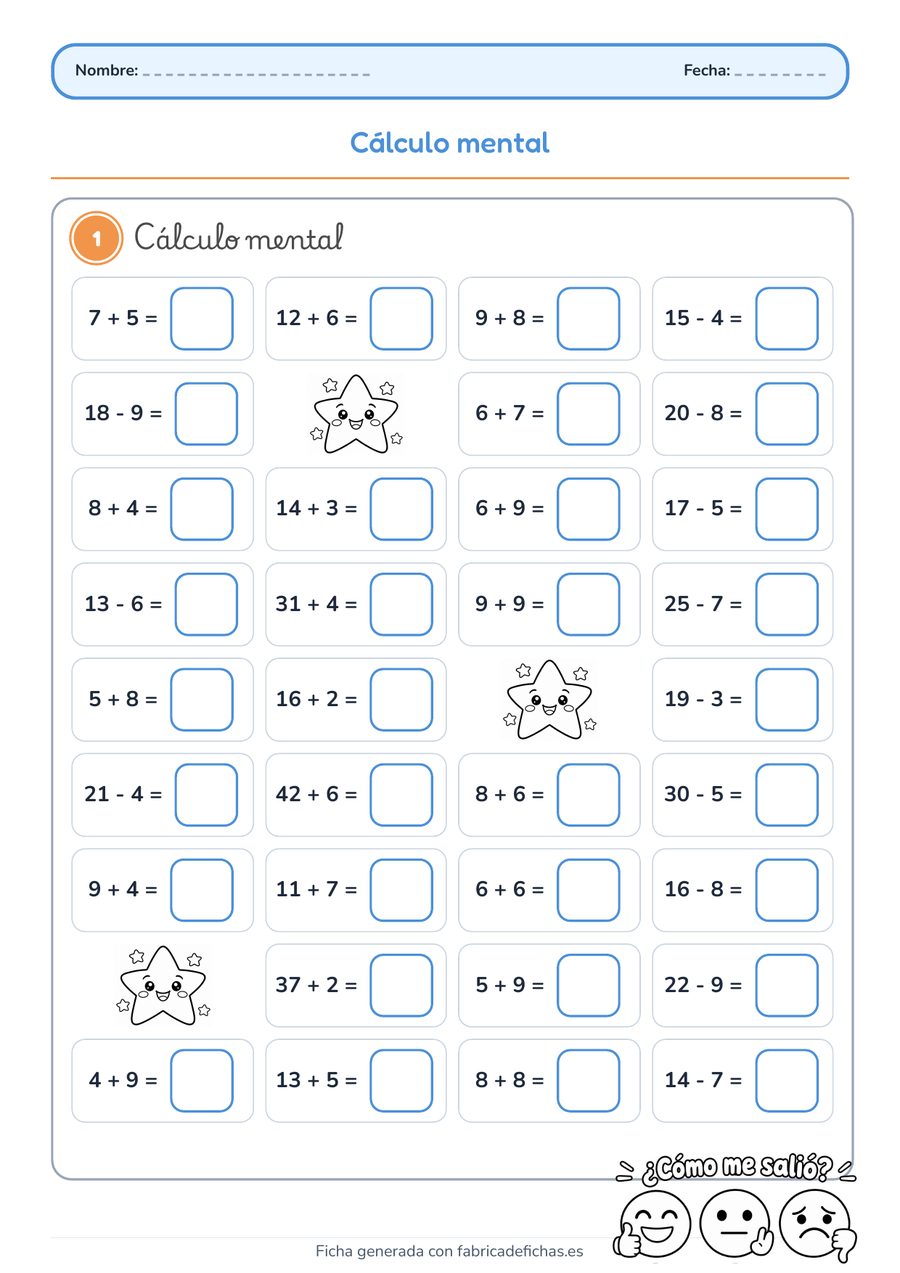 Nombre: Fecha:
Cálculo mental
1 Cálculo mental
7 + 5 = 12 + 6 = 9 + 8 = 15 - 4 =
18 - 9 = 6 + 7 = 20 - 8 =
8 + 4 = 14 + 3 = 6 + 9 = 17 - 5 =
13 - 6 = 31 + 4 = 9 + 9 = 25 - 7 =
5 + 8 = 16 + 2 = 19 - 3 =
21 - 4 = 42 + 6 = 8 + 6 = 30 - 5 =
9 + 4 = 11 + 7 = 6 + 6 = 16 - 8 =
37 + 2 = 5 + 9 = 22 - 9 =
4 + 9 = 13 + 5 = 8 + 8 = 14 - 7 =
¿Cómo me salió?
Ficha generada con fabricadefichas.es